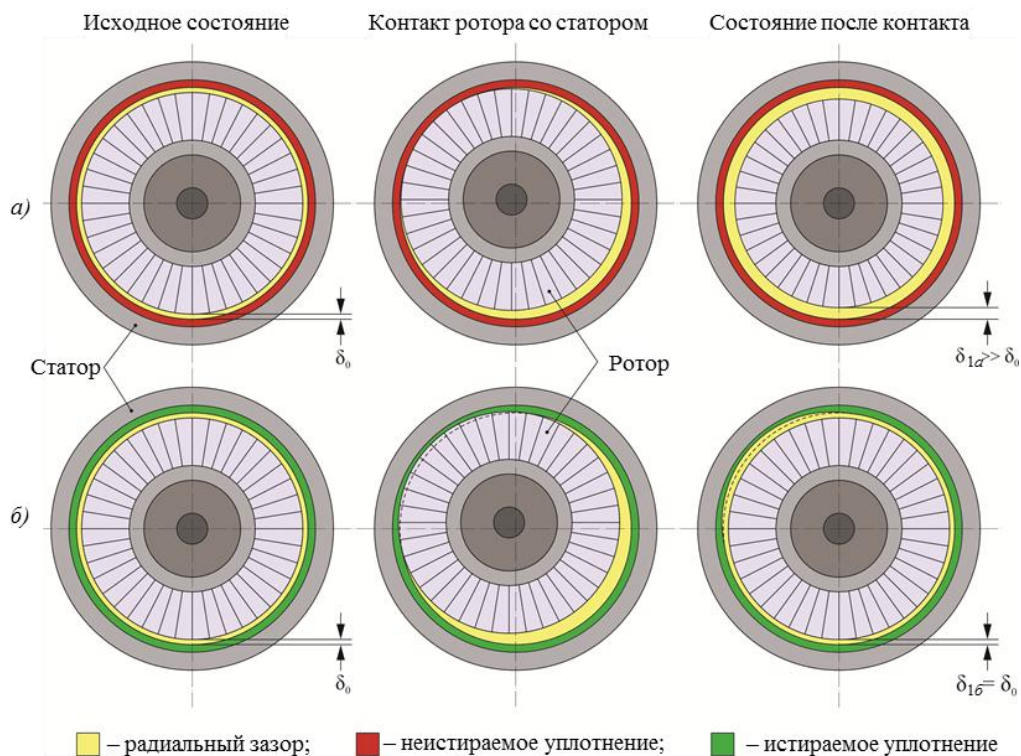 Исходное состояние
Контакт ротора со статором
Состояние после контакта
а)
δ₀
δ₁а>> δ₀
Статор
Ротор
б)
δ₀
δ₁б= δ₀
– радиальный зазор;
– неистираемое уплотнение;
– истираемое уплотнение